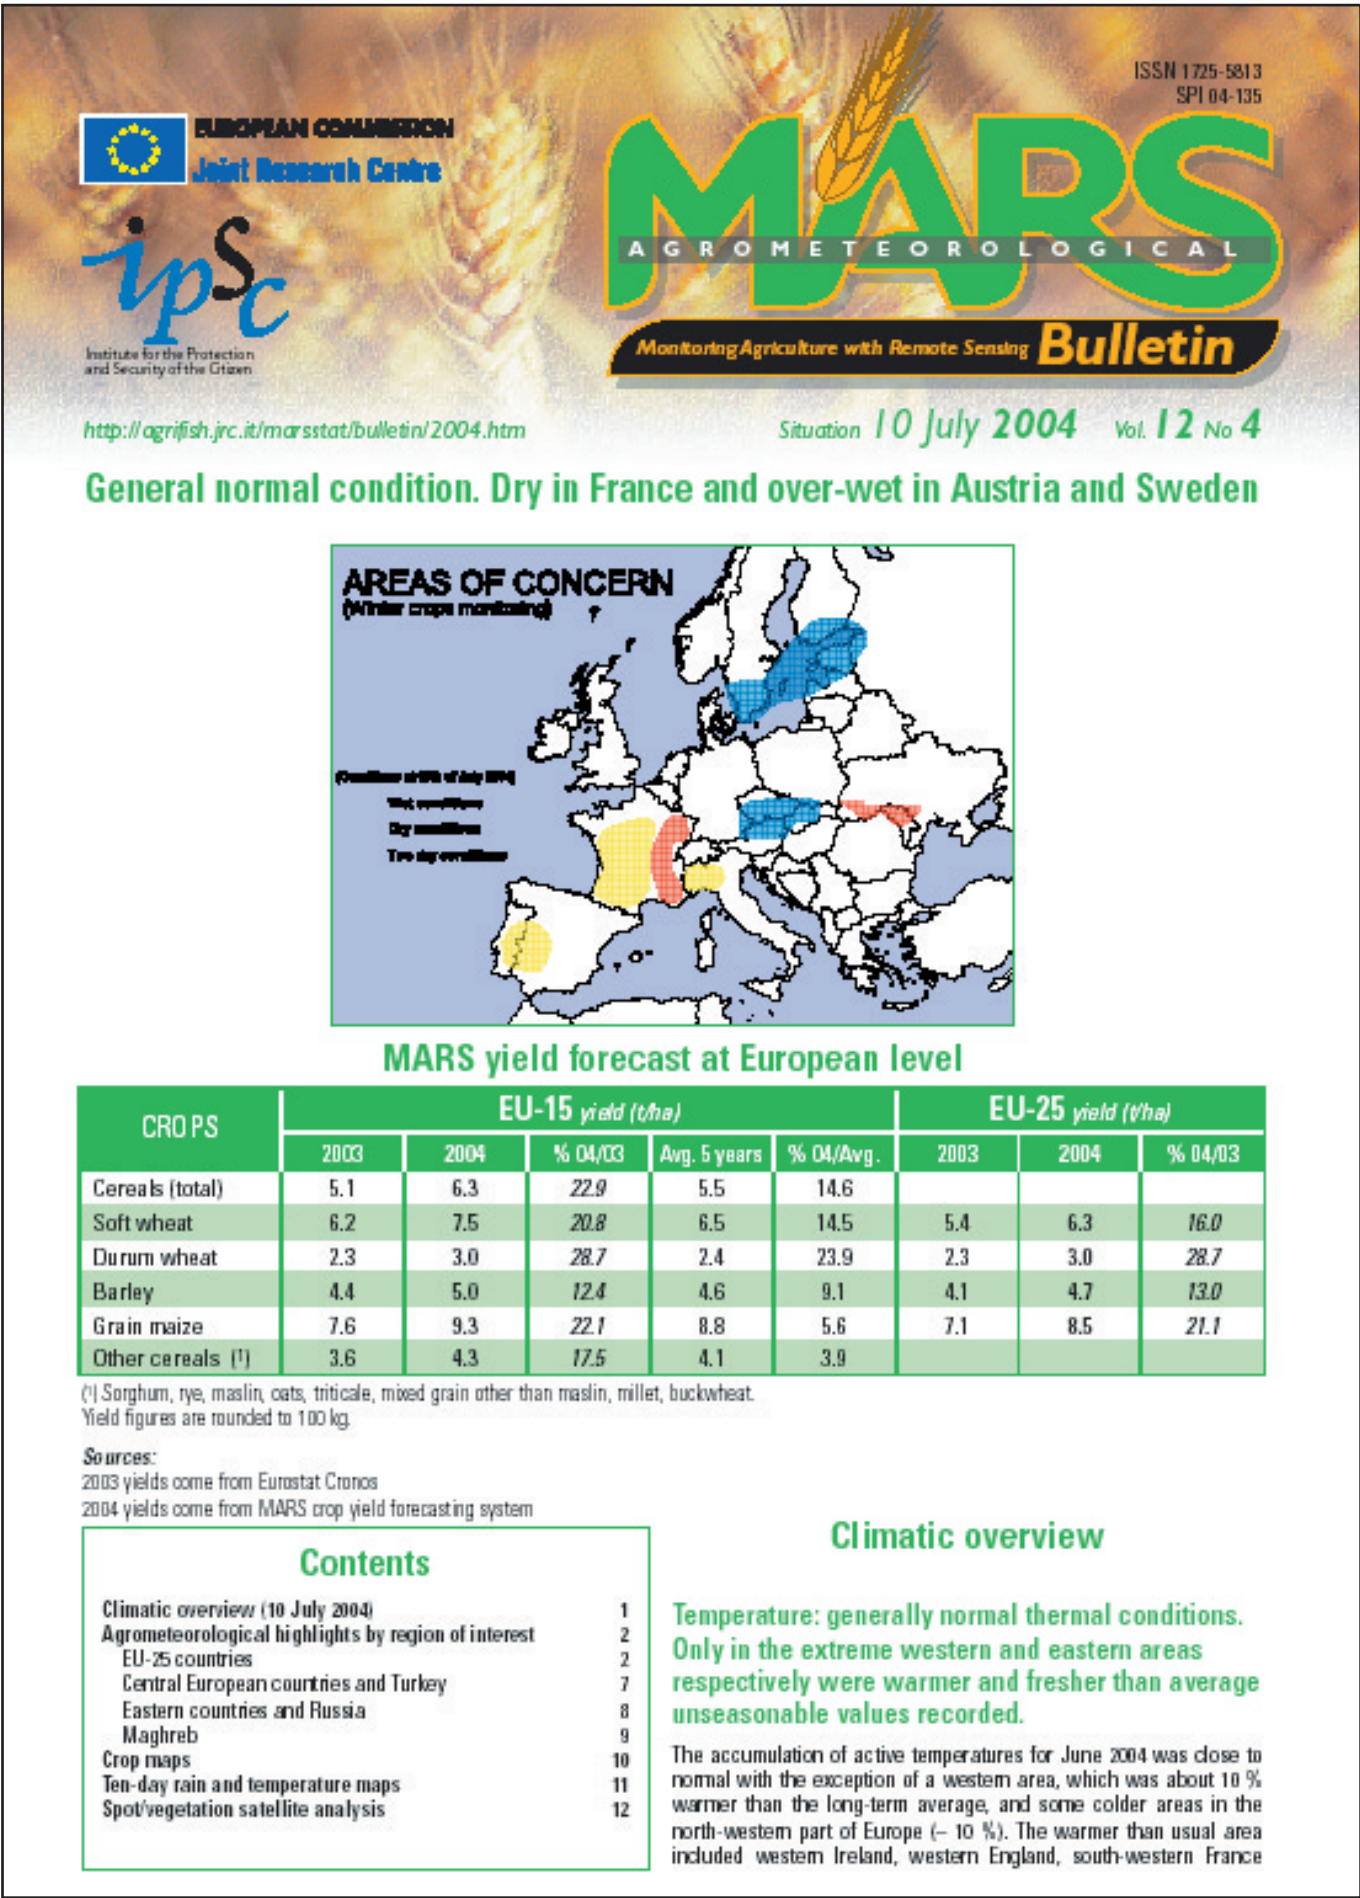 ISSN 1725-5813
SPI 04-135
EUROPEAN COMMISSION
Joint Research Centre
MARS
AGROMETEOROLOGICAL
ipsc
Institute for the Protection
and Security of the Citizen
Monitoring Agriculture with Remote Sensing Bulletin
http://agrifish.jrc.it/marsstat/bulletin/2004.htm
Situation 10 July 2004 Vol. 12 No 4
General normal condition. Dry in France and over-wet in Austria and Sweden
AREAS OF CONCERN
(Winter crops monitoring)
Wet conditions
Dry conditions
Too dry conditions
MARS yield forecast at European level
CROPS EU-15 yield (t/ha) EU-25 yield (t/ha)
2003 2004 % 04/03 Avg. 5 years % 04/Avg. 2003 2004 % 04/03
Cereals (total) 5.1 6.3 22.9 5.5 14.6
Soft wheat 6.2 7.5 20.8 6.5 14.5 5.4 6.3 16.0
Durum wheat 2.3 3.0 28.7 2.4 23.9 2.3 3.0 28.7
Barley 4.4 5.0 12.4 4.6 9.1 4.1 4.7 13.0
Grain maize 7.6 9.3 22.1 8.8 5.6 7.1 8.5 21.1
Other cereals (¹) 3.6 4.3 17.5 4.1 3.9
(¹) Sorghum, rye, maslin, oats, triticale, mixed grain other than maslin, millet, buckwheat.
Yield figures are rounded to 100 kg.
Sources:
2003 yields come from Eurostat Cronos
2004 yields come from MARS crop yield forecasting system
Contents
Climatic overview (10 July 2004) 1
Agrometeorological highlights by region of interest 2
EU-25 countries 2
Central European countries and Turkey 7
Eastern countries and Russia 8
Maghreb 9
Crop maps 10
Ten-day rain and temperature maps 11
Spot/vegetation satellite analysis 12
Climatic overview
Temperature: generally normal thermal conditions.
Only in the extreme western and eastern areas
respectively were warmer and fresher than average
unseasonable values recorded.
The accumulation of active temperatures for June 2004 was close to
normal with the exception of a western area, which was about 10 %
warmer than the long-term average, and some colder areas in the
north-western part of Europe (– 10 %). The warmer than usual area
included western Ireland, western England, south-western France